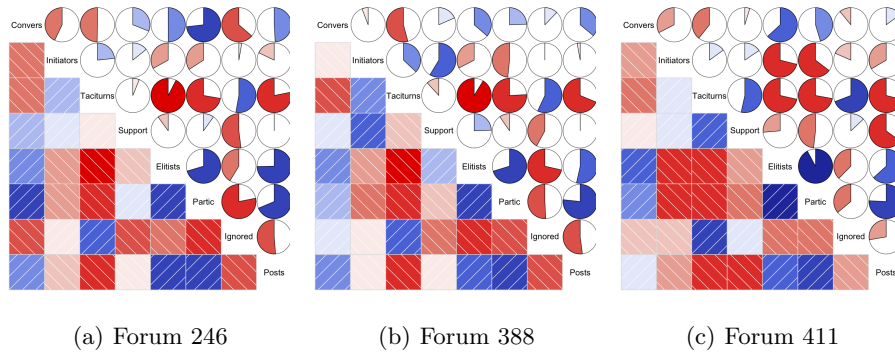 Convers
Initiators
Taciturns
Support
Elitists
Partic
Ignored
Posts
Convers
Initiators
Taciturns
Support
Elitists
Partic
Ignored
Posts
Convers
Initiators
Taciturns
Support
Elitists
Partic
Ignored
Posts
(a) Forum 246
(b) Forum 388
(c) Forum 411